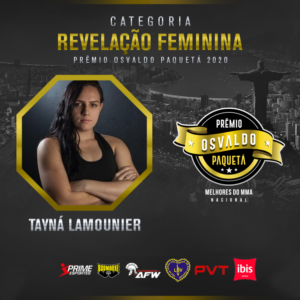 CATEGORIA
REVELAÇÃO FEMININA
PRÊMIO OSVALDO PAQUETÁ 2020
PRÊMIO
OSVALDO
PAQUETÁ
MELHORES DO MMA
NACIONAL
TAYNÁ LAMOUNIER
PRIME
ESPORTES
AFW
PVT
ibis